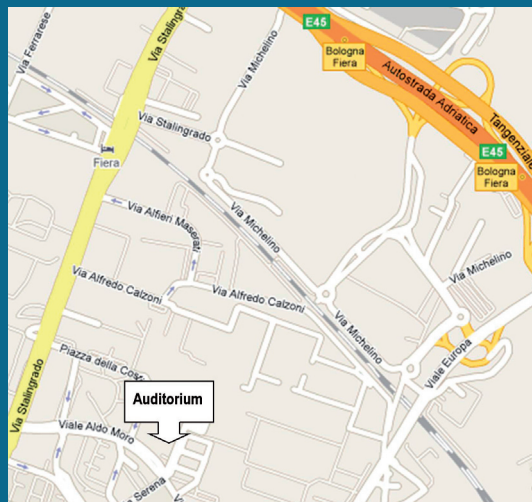 E45
Via Ferrarese
Via Stalingrado
Via Michelino
Bologna
Fiera
Autostrada Adriatica
Tangenziale
Via Stalingrado
E45
Fiera
Bologna
Fiera
Via Alfieri Maserati
Via Michelino
Via Michelino
Via Alfredo Calzoni
Via Alfredo Calzoni
Via Michelino
Piazza della
Viale Europa
Via Stalingrado
Auditorium
Viale Aldo Moro
Serena